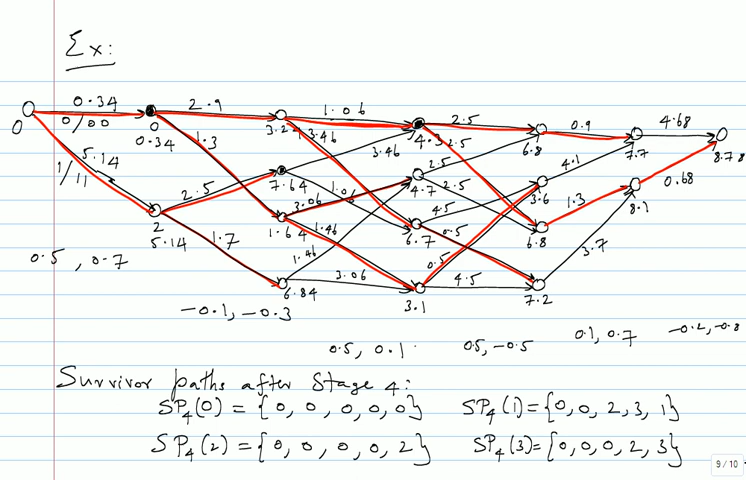 Ex:
0.34 2.9 1.06 2.5 0.9 4.68
0 0/00 0 0.34 3.24 3.46 4.3 2.5 6.8 7.7 8.78
1/11 5.14 1.3 3.46 4.1
2.5 7.64 1.06 2.5 4.7 2.5 3.6 1.3 0.68
2 5.14 3.06 1.64 1.46 4.5 6.7 0.5 6.8 8.1
0.5, 0.7 1.7 1.46 0.5 3.7
6.84 3.06 3.1 4.5 7.2
-0.1, -0.3
0.5, 0.1 0.5, -0.5 0.1, 0.7 -0.2, -0.8
Survivor paths after Stage 4:
SP4(0) = {0, 0, 0, 0, 0} SP4(1) = {0, 0, 2, 3, 1}
SP4(2) = {0, 0, 0, 0, 2} SP4(3) = {0, 0, 0, 2, 3}
9 / 10